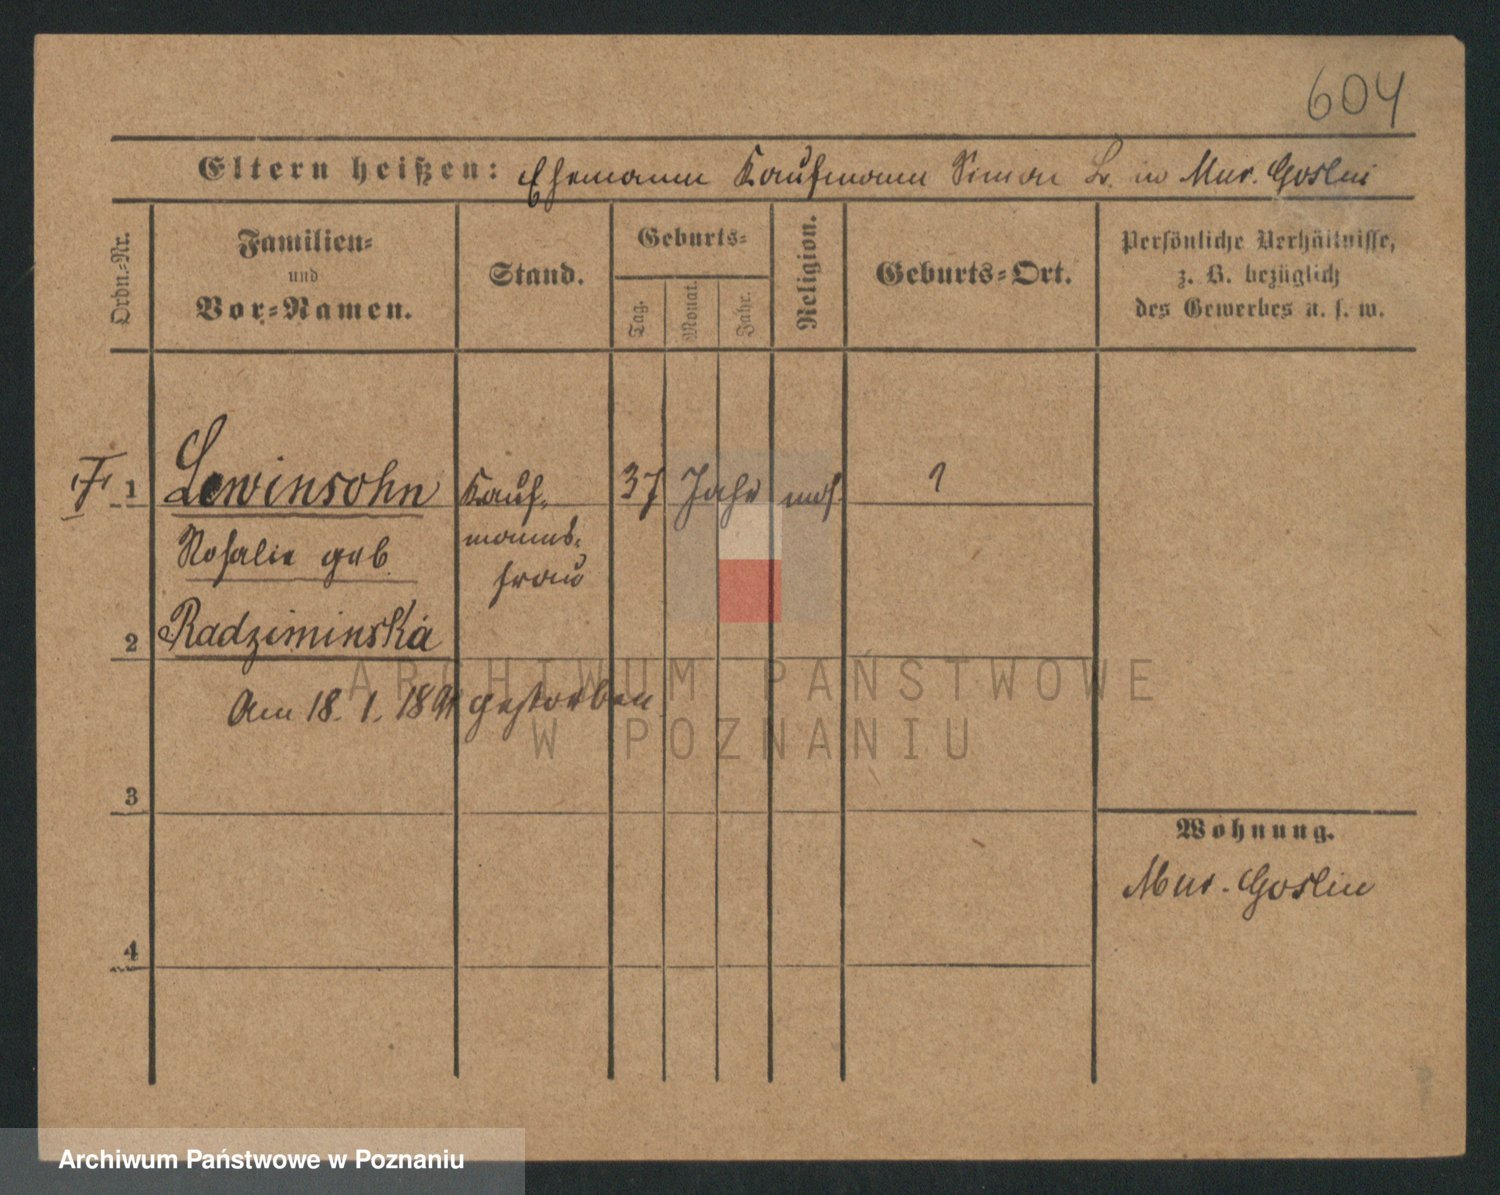 604
Eltern heißen: Ehemann Kaufmann Simon L. in Mur. Goslin
Ordn.-Nr.
Familien-
und
Vor-Namen.
Stand.
Geburts-
Tag.
Monat.
Jahr.
Religion.
Geburts-Ort.
Persönliche Verhältnisse,
z. B. bezüglich
des Gewerbes u. s. w.
1 Lewinsohn Kauf- 37 Jahr mos. ?
Rosalie geb manns-
frau
2 Radziminska
Am 18. 1. gestorben
3
4
Wohnung.
Mur. Goslin
ARCHIWUM PAŃSTWOWE
W POZNANIU
Archiwum Państwowe w Poznaniu